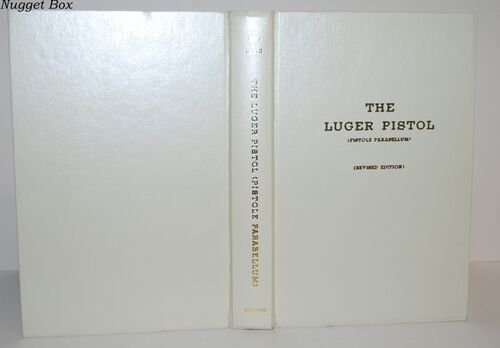 Nugget Box
THE LUGER PISTOL (PISTOLE PARABELLUM)
THE
LUGER PISTOL
(PISTOLE PARABELLUM)
(REVISED EDITION)